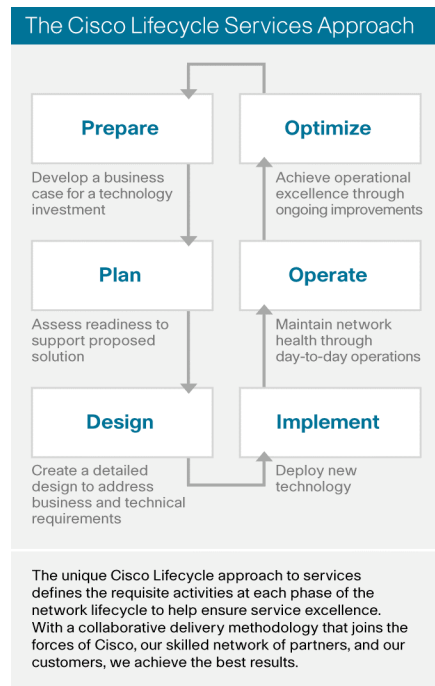 The Cisco Lifecycle Services Approach
Prepare
Develop a business
case for a technology
investment
Plan
Assess readiness to
support proposed
solution
Design
Create a detailed
design to address
business and technical
requirements
Implement
Deploy new
technology
Operate
Maintain network
health through
day-to-day operations
Optimize
Achieve operational
excellence through
ongoing improvements
The unique Cisco Lifecycle approach to services
defines the requisite activities at each phase of the
network lifecycle to help ensure service excellence.
With a collaborative delivery methodology that joins the
forces of Cisco, our skilled network of partners, and our
customers, we achieve the best results.